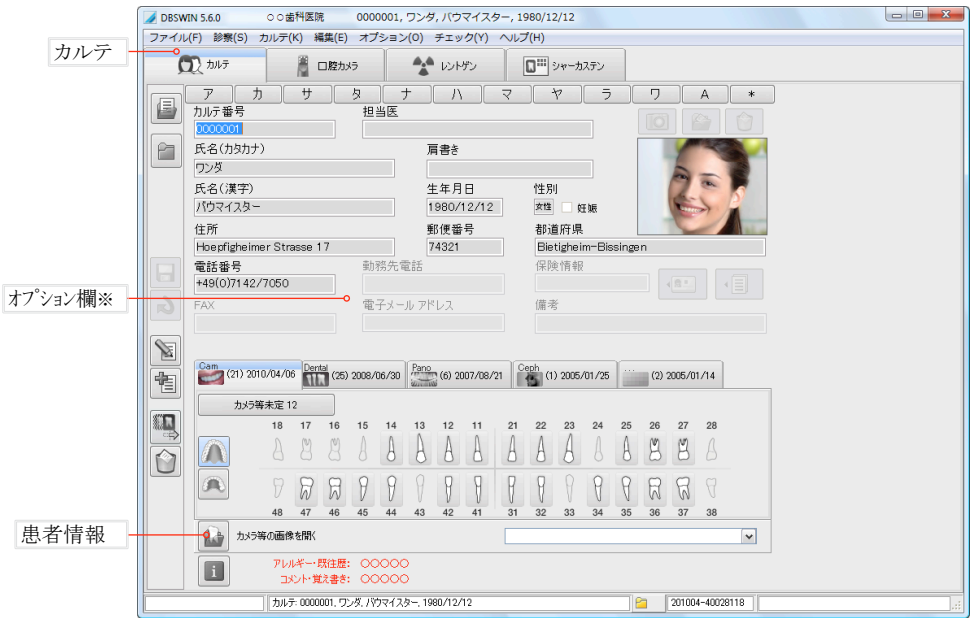 DBSWIN 5.6.0 ○○歯科医院 0000001, ワンダ, バウマイスター, 1980/12/12
ファイル(F) 診察(S) カルテ(K) 編集(E) オプション(O) チェック(Y) ヘルプ(H)
カルテ
カルテ 口腔カメラ レントゲン シャーカステン
ア カ サ タ ナ ハ マ ヤ ラ ワ A *
カルテ番号 担当医
0000001
氏名(カタカナ) 肩書き
ワンダ
氏名(漢字) 生年月日 性別
バウマイスター 1980/12/12 女性 妊娠
住所 郵便番号 都道府県
Hoepfigheimer Strasse 17 74321 Bietigheim-Bissingen
電話番号 勤務先電話 保険情報
+49(0)7142/7050
オプション欄※
FAX 電子メール アドレス 備考
Cam (21) 2010/04/06 Dental (25) 2008/06/30 Pano (6) 2007/08/21 Ceph (1) 2005/01/25 ... (2) 2005/01/14
カメラ等未定 12
18 17 16 15 14 13 12 11 21 22 23 24 25 26 27 28
48 47 46 45 44 43 42 41 31 32 33 34 35 36 37 38
患者情報
カメラ等の画像を開く
アレルギー・既往歴: ○○○○○
コメント・覚え書き: ○○○○○
カルテ: 0000001, ワンダ, バウマイスター, 1980/12/12 201004-40028118